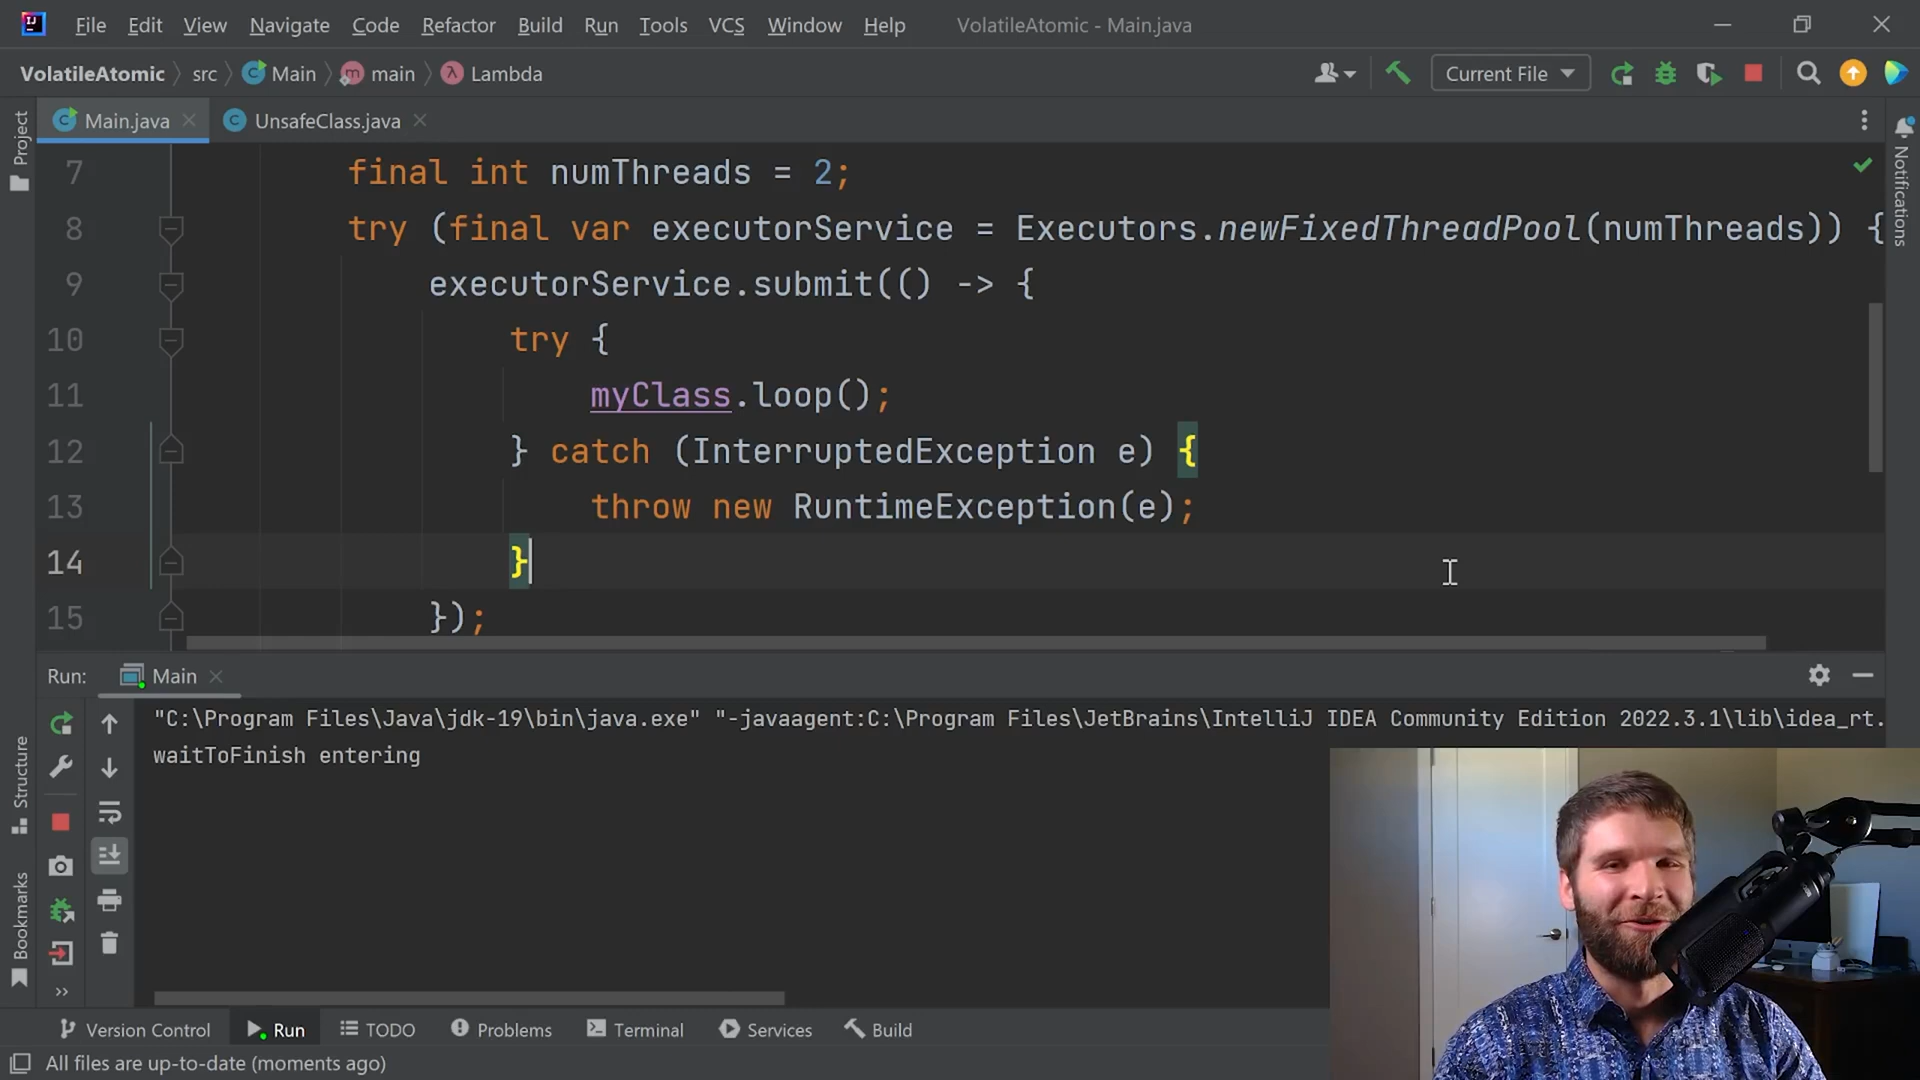 File Edit View Navigate Code Refactor Build Run Tools VCS Window Help VolatileAtomic - Main.java
VolatileAtomic src Main main Lambda Current File
Main.java UnsafeClass.java
Project
Notifications
7 final int numThreads = 2;
8 try (final var executorService = Executors.newFixedThreadPool(numThreads)) {
9 executorService.submit(() -> {
10 try {
11 myClass.loop();
12 } catch (InterruptedException e) {
13 throw new RuntimeException(e);
14 }
15 });
Run: Main
"C:\Program Files\Java\jdk-19\bin\java.exe" "-javaagent:C:\Program Files\JetBrains\IntelliJ IDEA Community Edition 2022.3.1\lib\idea_rt.
waitToFinish entering
Structure
Bookmarks
Version Control Run TODO Problems Terminal Services Build
All files are up-to-date (moments ago)